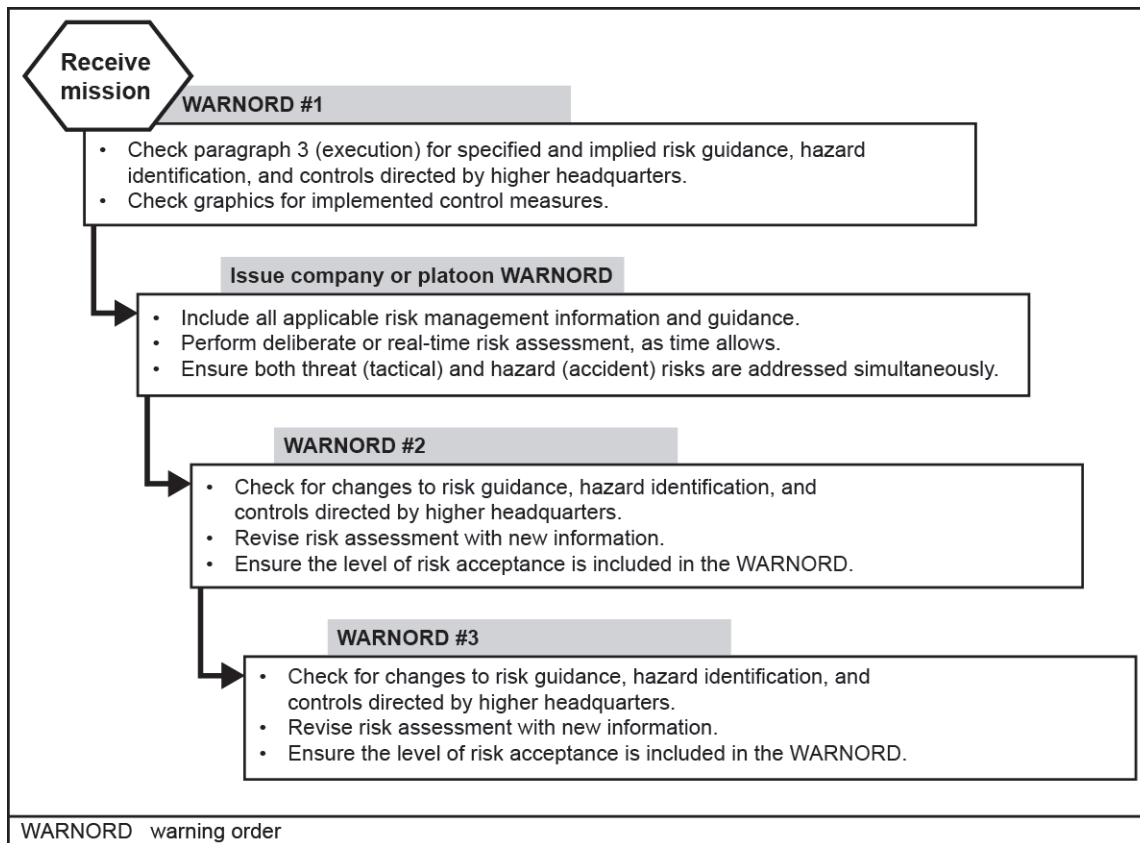 Receive
mission
WARNORD #1
• Check paragraph 3 (execution) for specified and implied risk guidance, hazard
identification, and controls directed by higher headquarters.
• Check graphics for implemented control measures.
Issue company or platoon WARNORD
• Include all applicable risk management information and guidance.
• Perform deliberate or real-time risk assessment, as time allows.
• Ensure both threat (tactical) and hazard (accident) risks are addressed simultaneously.
WARNORD #2
• Check for changes to risk guidance, hazard identification, and
controls directed by higher headquarters.
• Revise risk assessment with new information.
• Ensure the level of risk acceptance is included in the WARNORD.
WARNORD #3
• Check for changes to risk guidance, hazard identification, and
controls directed by higher headquarters.
• Revise risk assessment with new information.
• Ensure the level of risk acceptance is included in the WARNORD.
WARNORD warning order